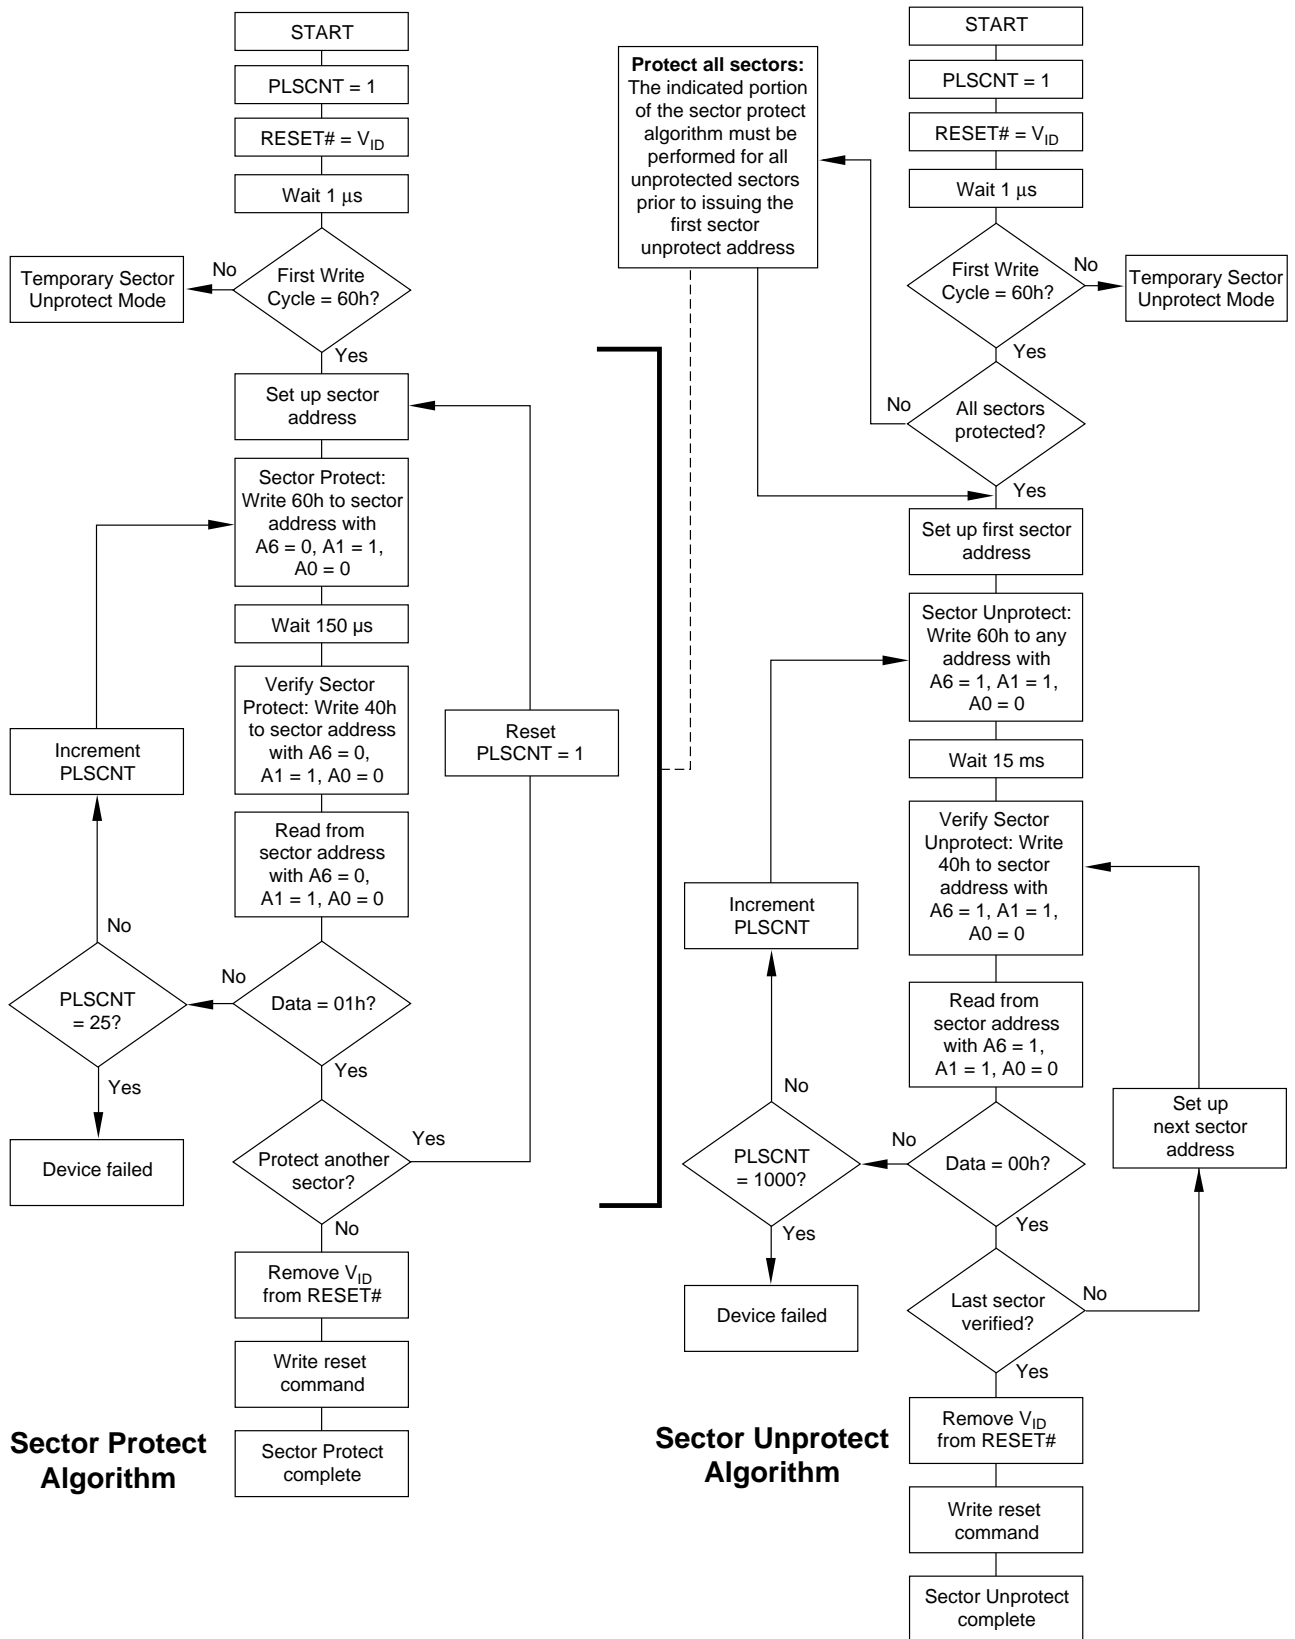 START
PLSCNT = 1
RESET# = VID
Wait 1 μs
First Write
Cycle = 60h?
No
Temporary Sector
Unprotect Mode
Yes
Set up sector
address
Sector Protect:
Write 60h to sector
address with
A6 = 0, A1 = 1,
A0 = 0
Wait 150 µs
Verify Sector
Protect: Write 40h
to sector address
with A6 = 0,
A1 = 1, A0 = 0
Reset
PLSCNT = 1
Increment
PLSCNT
Read from
sector address
with A6 = 0,
A1 = 1, A0 = 0
No
No
PLSCNT
= 25?
Data = 01h?
Yes
Yes
Device failed
Protect another
sector?
Yes
No
Remove VID
from RESET#
Write reset
command
Sector Protect
complete
Sector Protect
Algorithm
Protect all sectors:
The indicated portion
of the sector protect
algorithm must be
performed for all
unprotected sectors
prior to issuing the
first sector
unprotect address
START
PLSCNT = 1
RESET# = VID
Wait 1 μs
First Write
Cycle = 60h?
No
Temporary Sector
Unprotect Mode
Yes
No
All sectors
protected?
Yes
Set up first sector
address
Sector Unprotect:
Write 60h to any
address with
A6 = 1, A1 = 1,
A0 = 0
Wait 15 ms
Verify Sector
Unprotect: Write
40h to sector
address with
A6 = 1, A1 = 1,
A0 = 0
Increment
PLSCNT
Read from
sector address
with A6 = 1,
A1 = 1, A0 = 0
No
No
PLSCNT
= 1000?
Data = 00h?
Set up
next sector
address
Yes
Yes
Device failed
Last sector
verified?
No
Yes
Remove VID
from RESET#
Write reset
command
Sector Unprotect
complete
Sector Unprotect
Algorithm